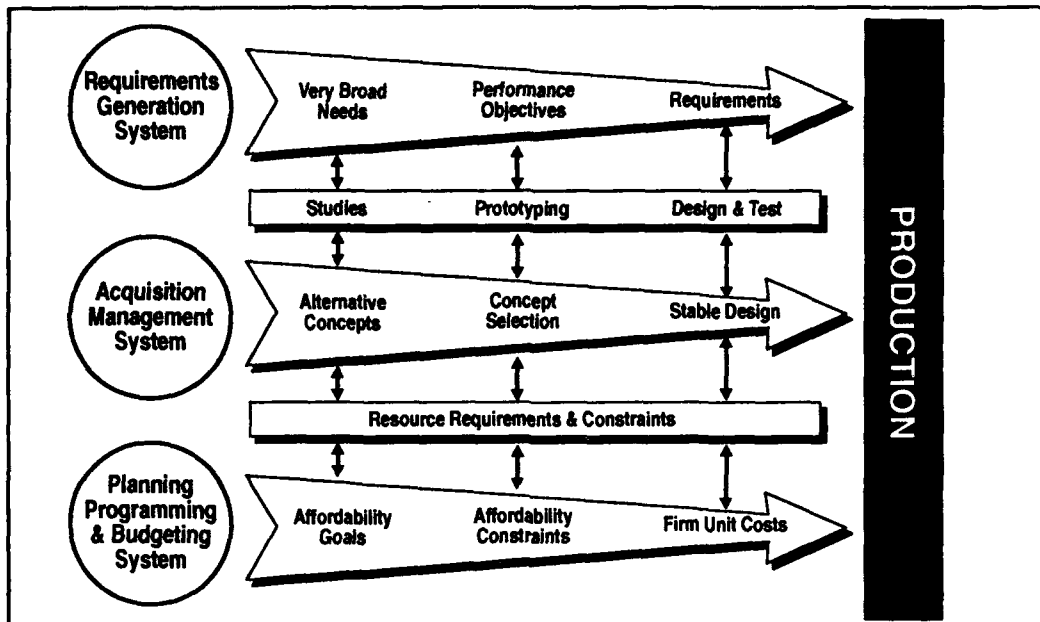 Requirements
Generation
System
Very Broad
Needs
Performance
Objectives
Requirements
Studies
Prototyping
Design & Test
Acquisition
Management
System
Alternative
Concepts
Concept
Selection
Stable Design
Resource Requirements & Constraints
Planning
Programming
& Budgeting
System
Affordability
Goals
Affordability
Constraints
Firm Unit Costs
PRODUCTION